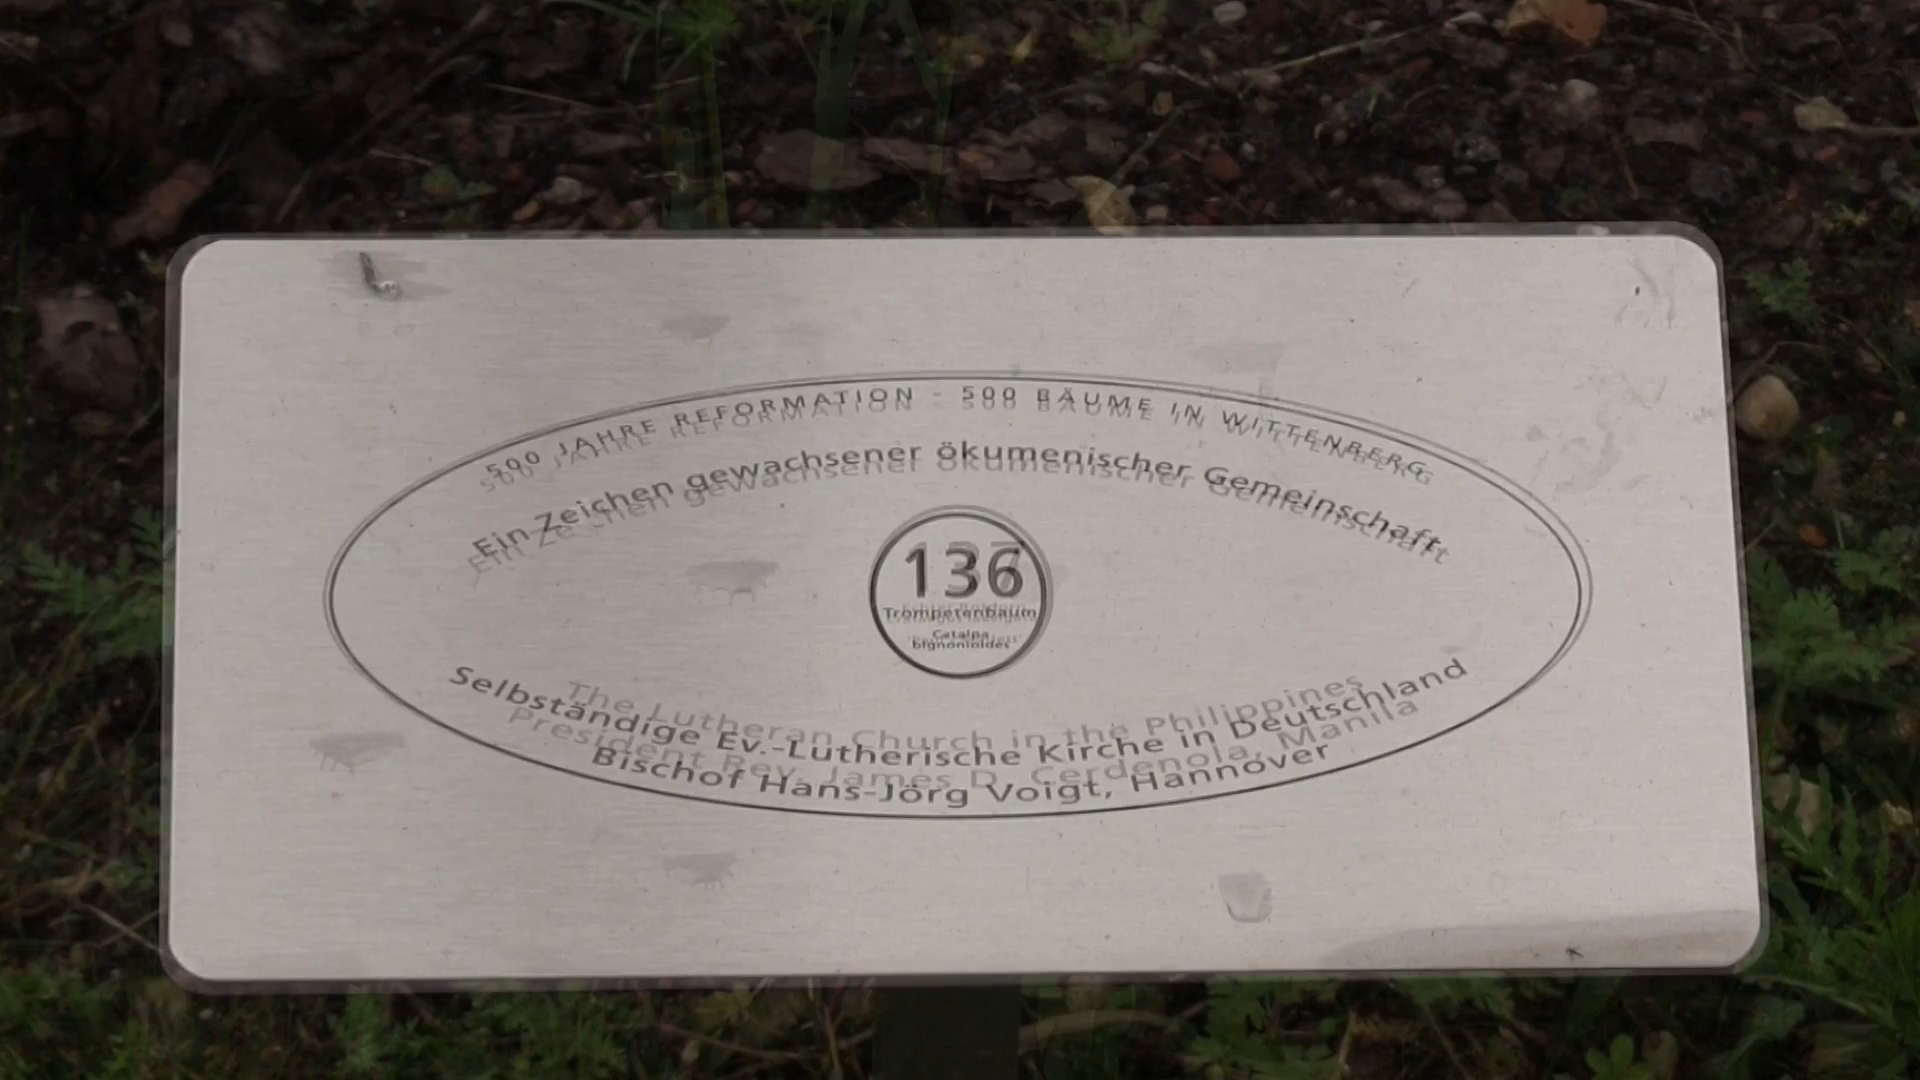 500 JAHRE REFORMATION - 500 BÄUME IN WITTENBERG
Ein Zeichen gewachsener ökumenischer Gemeinschaft
136
Trompetenbaum
Catalpa
bignonioides
The Lutheran Church in the Philippines
Selbständige Ev.-Lutherische Kirche in Deutschland
President Rev. James D. Cerdenola, Manila
Bischof Hans-Jörg Voigt, Hannover